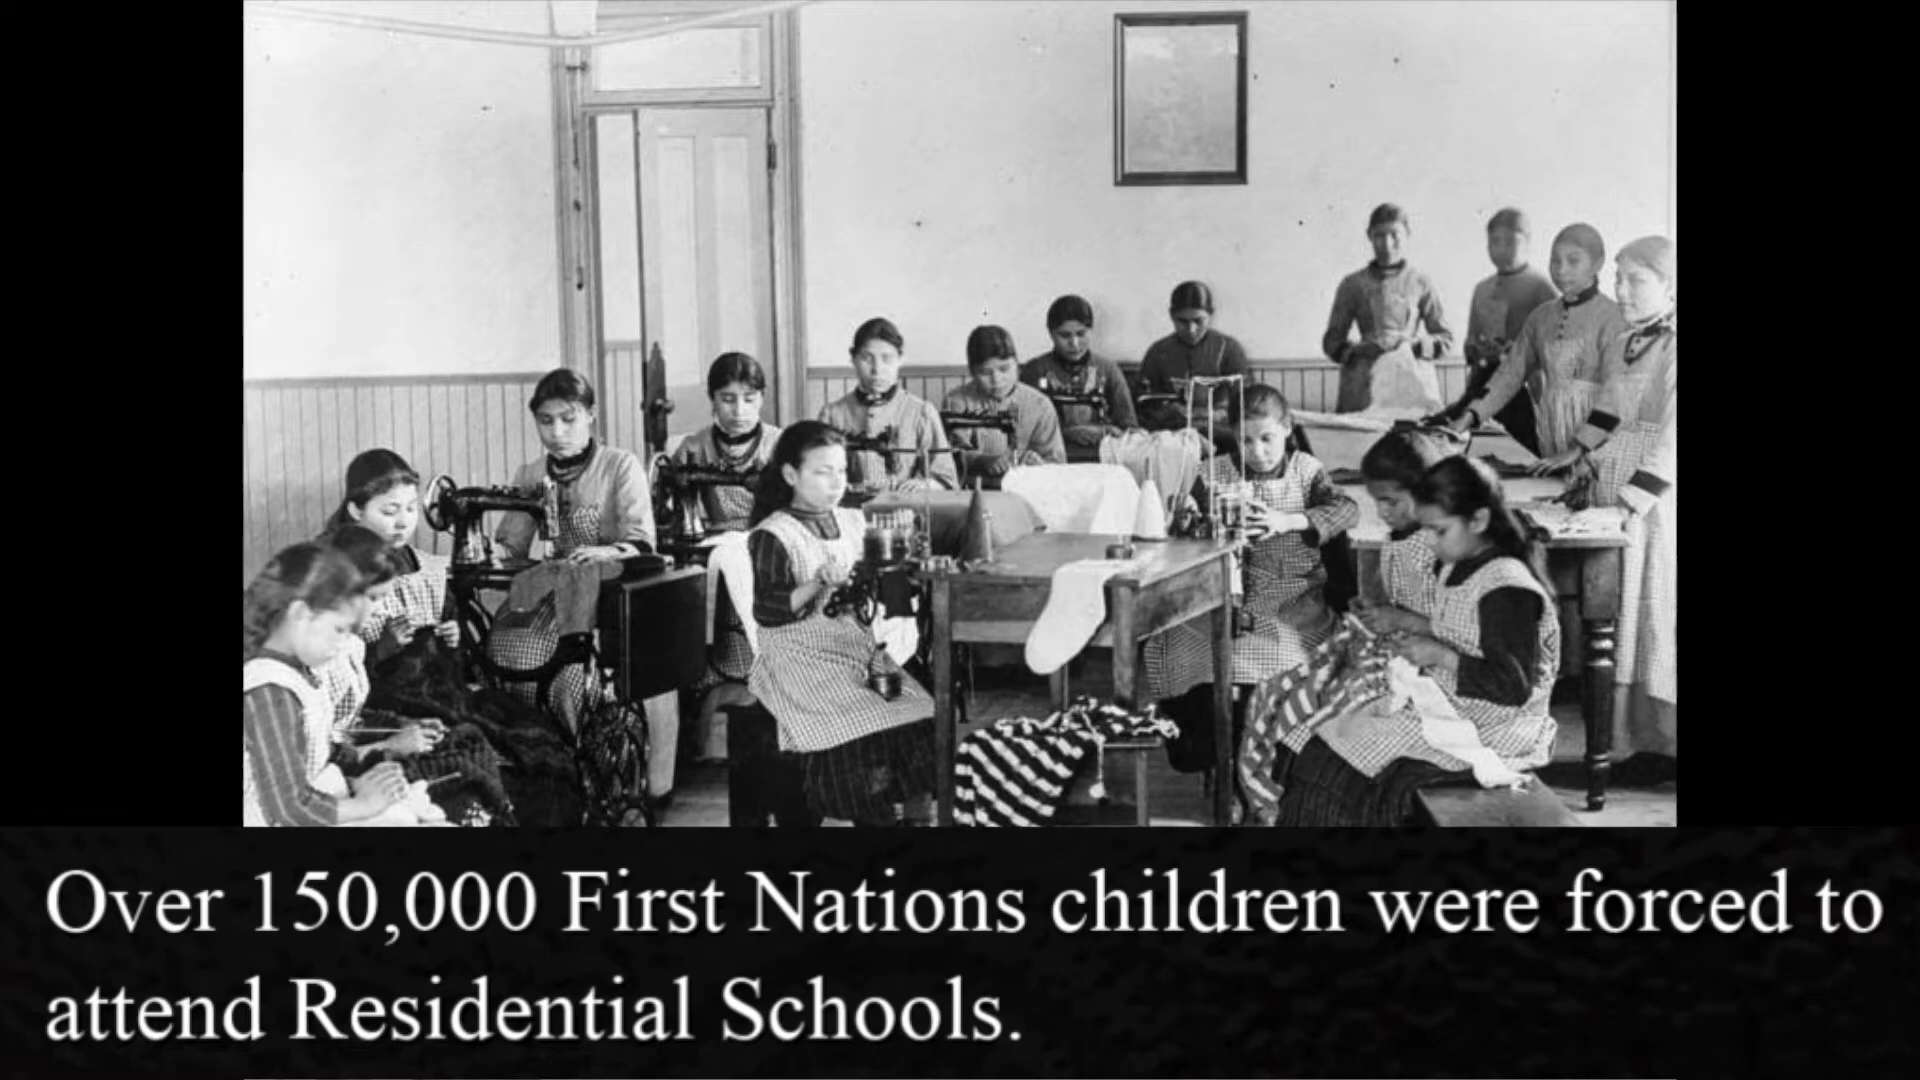 Over 150,000 First Nations children were forced to
attend Residential Schools.